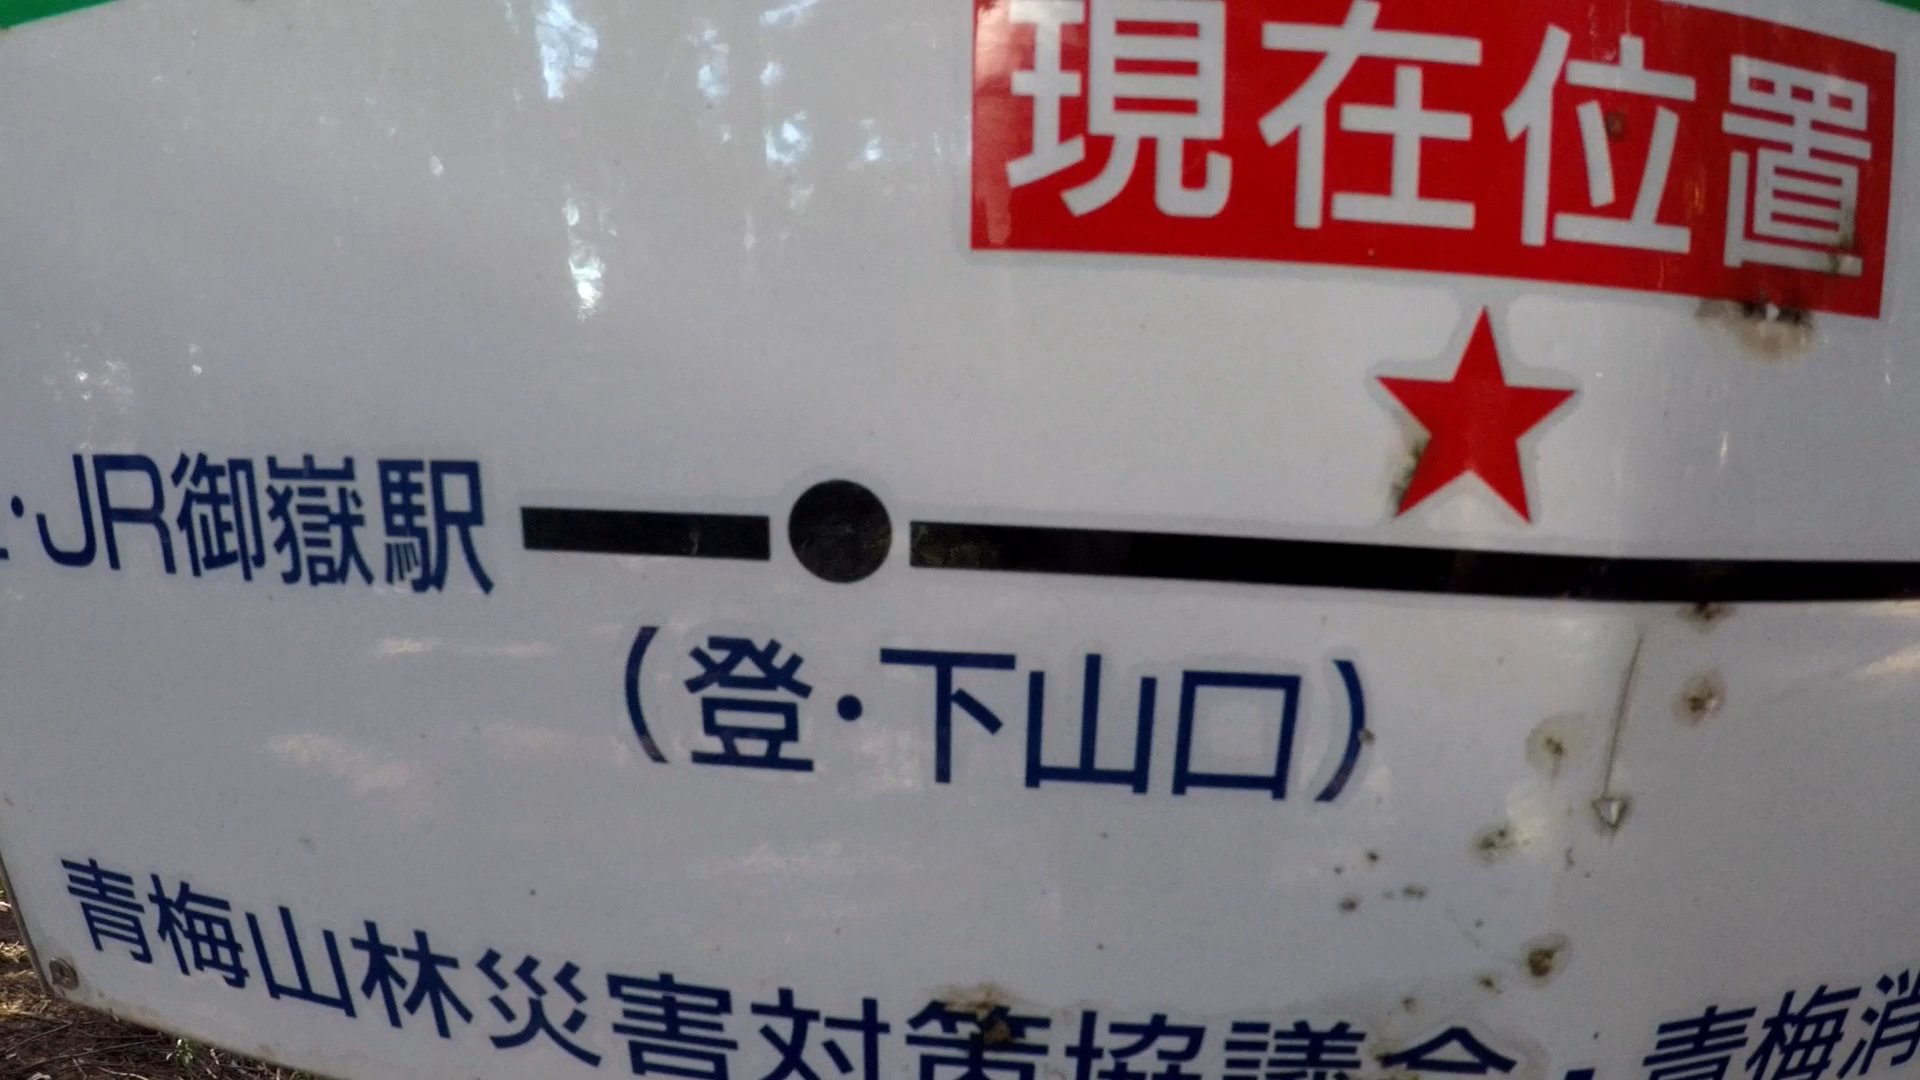 現在位置
・JR御嶽駅
(登・下山口)
青梅山林災害対策協議会・青梅消